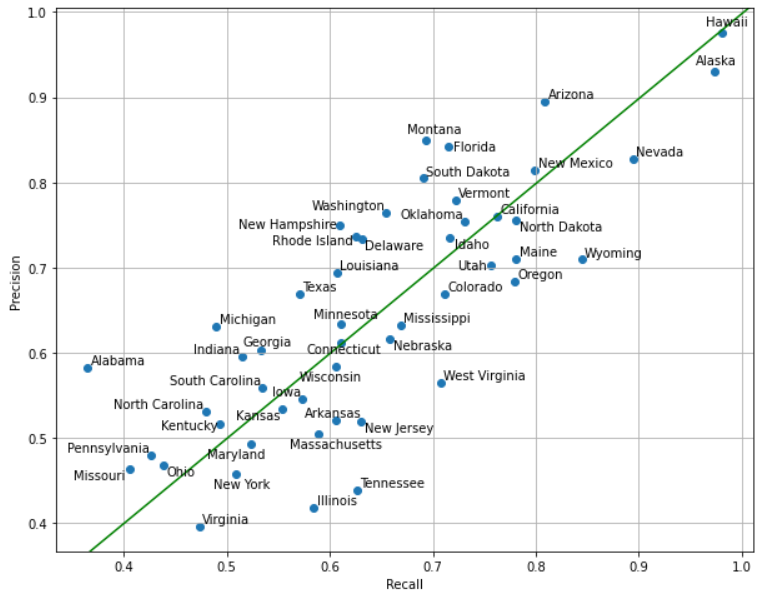 1.0
0.9
0.8
0.7
0.6
0.5
0.4
Precision
Hawaii
Alaska
Arizona
Montana
Florida
Nevada
New Mexico
South Dakota
Vermont
Washington
Oklahoma
California
New Hampshire
North Dakota
Rhode Island
Delaware
Idaho
Maine
Wyoming
Louisiana
Utah
Oregon
Texas
Colorado
Michigan
Minnesota
Mississippi
Georgia
Indiana
Connecticut
Nebraska
Alabama
Wisconsin
West Virginia
South Carolina
Iowa
North Carolina
Kansas
Arkansas
Kentucky
New Jersey
Pennsylvania
Maryland
Massachusetts
Missouri
Ohio
New York
Tennessee
Illinois
Virginia
0.4 0.5 0.6 0.7 0.8 0.9 1.0
Recall